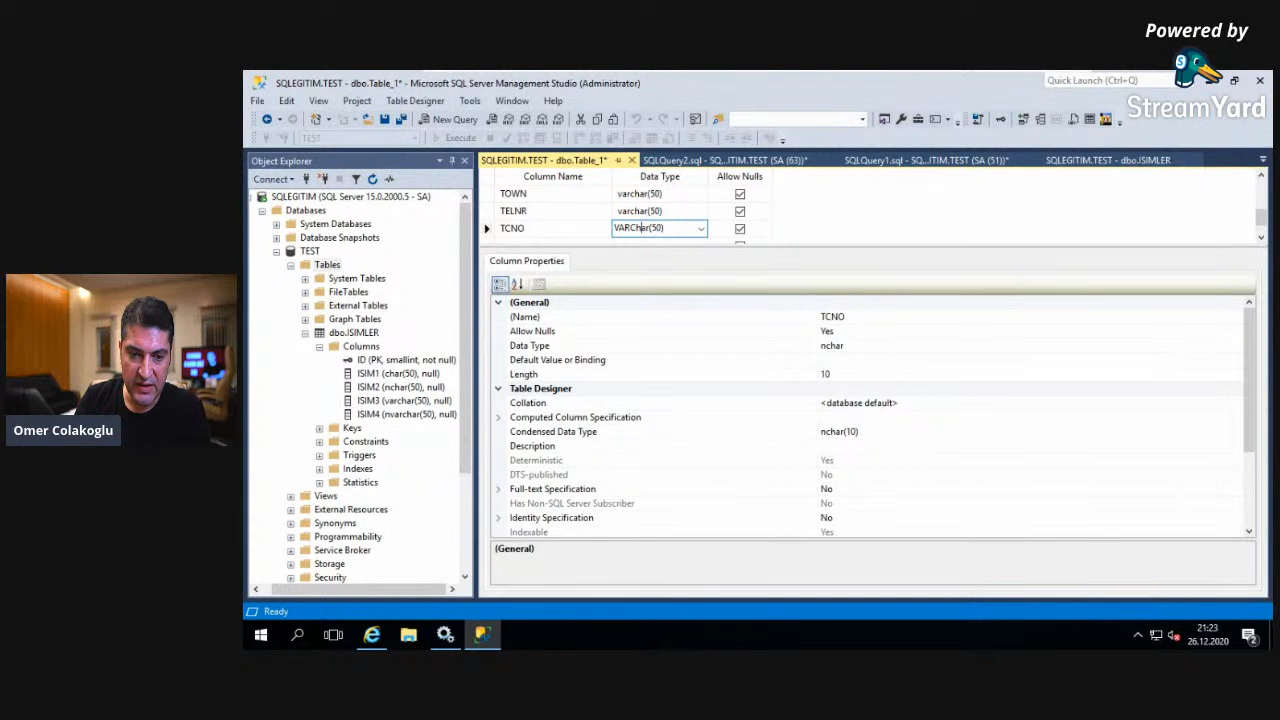 Powered by
StreamYard
SQLEGITIM.TEST - dbo.Table_1* - Microsoft SQL Server Management Studio (Administrator)
Quick Launch (Ctrl+Q)
File Edit View Project Table Designer Tools Window Help
New Query
TEST
Execute
Object Explorer
SQLEGITIM.TEST - dbo.Table_1*
SQLQuery2.sql - SQ...ITIM.TEST (SA (63))*
SQLQuery1.sql - SQ...ITIM.TEST (SA (51))*
SQLEGITIM.TEST - dbo.ISIMLER
Connect
SQLEGITIM (SQL Server 15.0.2000.5 - SA)
Databases
System Databases
Database Snapshots
TEST
Tables
System Tables
FileTables
External Tables
Graph Tables
dbo.ISIMLER
Columns
ID (PK, smallint, not null)
ISIM1 (char(50), null)
ISIM2 (nchar(50), null)
ISIM3 (varchar(50), null)
ISIM4 (nvarchar(50), null)
Keys
Constraints
Triggers
Indexes
Statistics
Views
External Resources
Synonyms
Programmability
Service Broker
Storage
Security
Column Name Data Type Allow Nulls
TOWN varchar(50)
TELNR varchar(50)
TCNO VARChar(50)
Column Properties
(General)
(Name) TCNO
Allow Nulls Yes
Data Type nchar
Default Value or Binding
Length 10
Table Designer
Collation <database default>
Computed Column Specification
Condensed Data Type nchar(10)
Description
Deterministic Yes
DTS-published No
Full-text Specification No
Has Non-SQL Server Subscriber No
Identity Specification No
Indexable Yes
(General)
Omer Colakoglu
Ready
21:23
26.12.2020
2